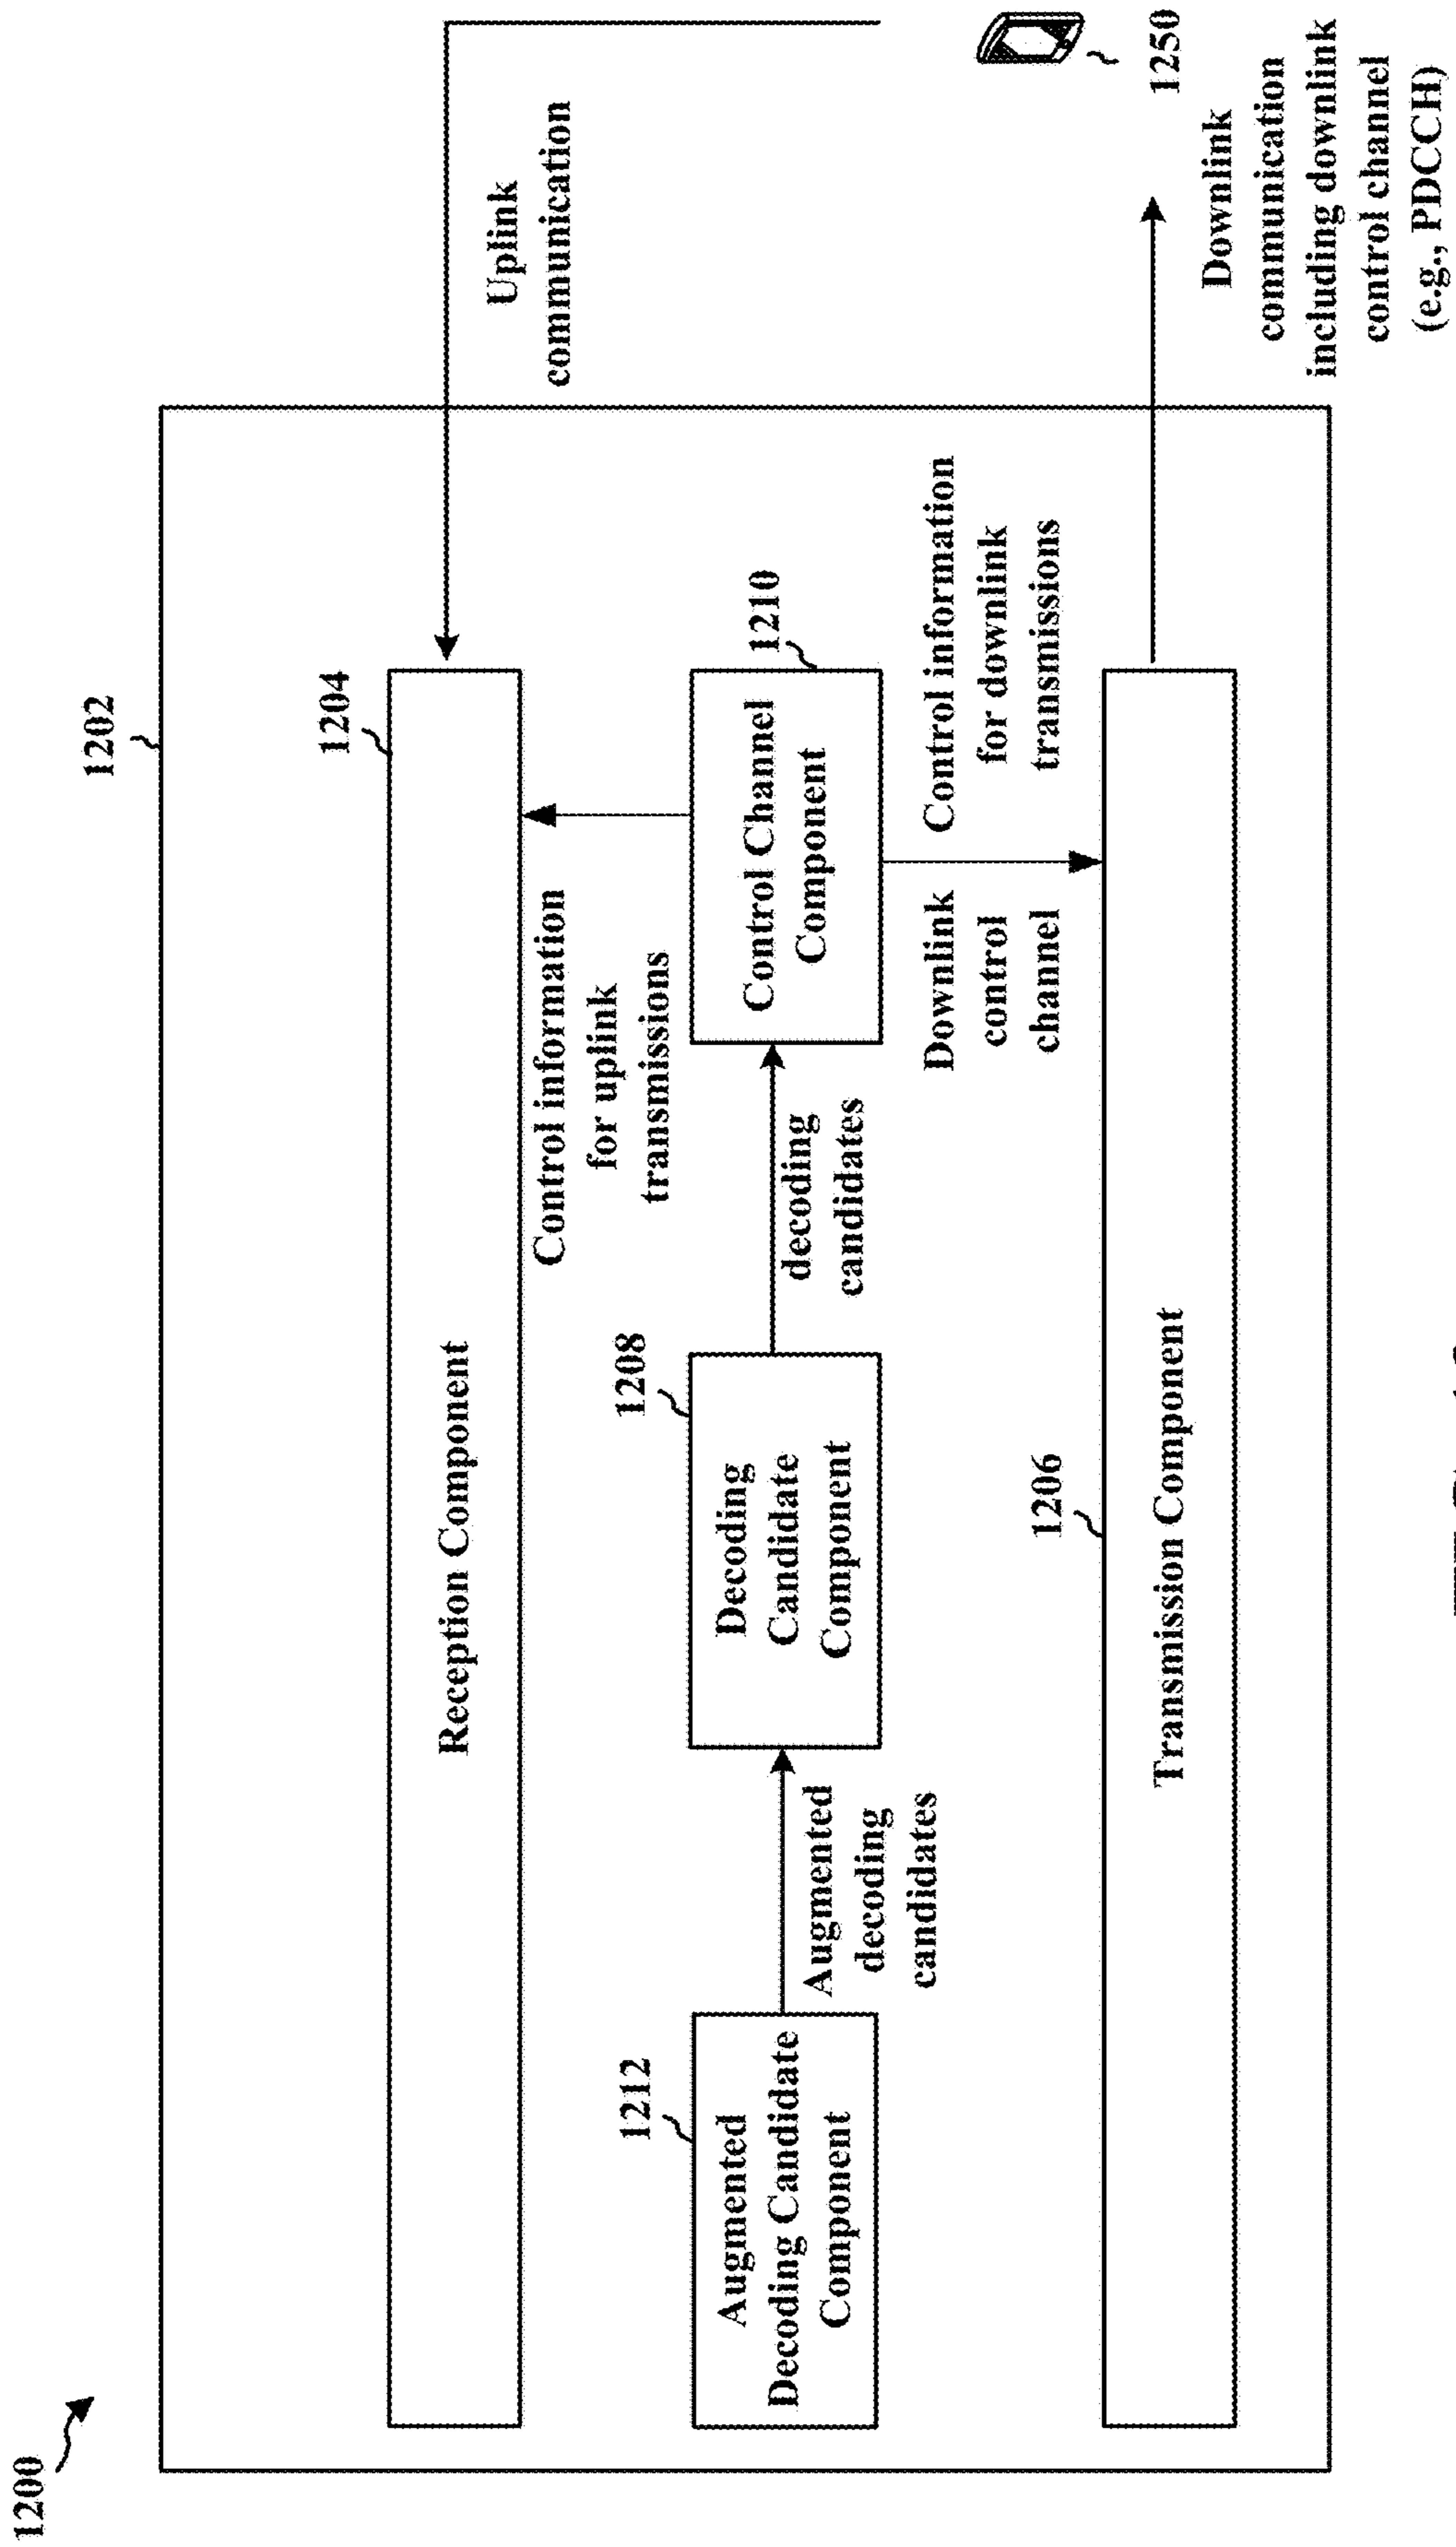 1200
1202
1204
Reception Component
Uplink
communication
Control information
for uplink
transmissions
1212
Augmented
Decoding Candidate
Component
Augmented
decoding
candidates
1208
Decoding
Candidate
Component
decoding
candidates
1210
Control Channel
Component
Downlink
control
channel
Control information
for downlink
transmissions
1206
Transmission Component
1250
Downlink
communication
including downlink
control channel
(e.g., PDCCH)